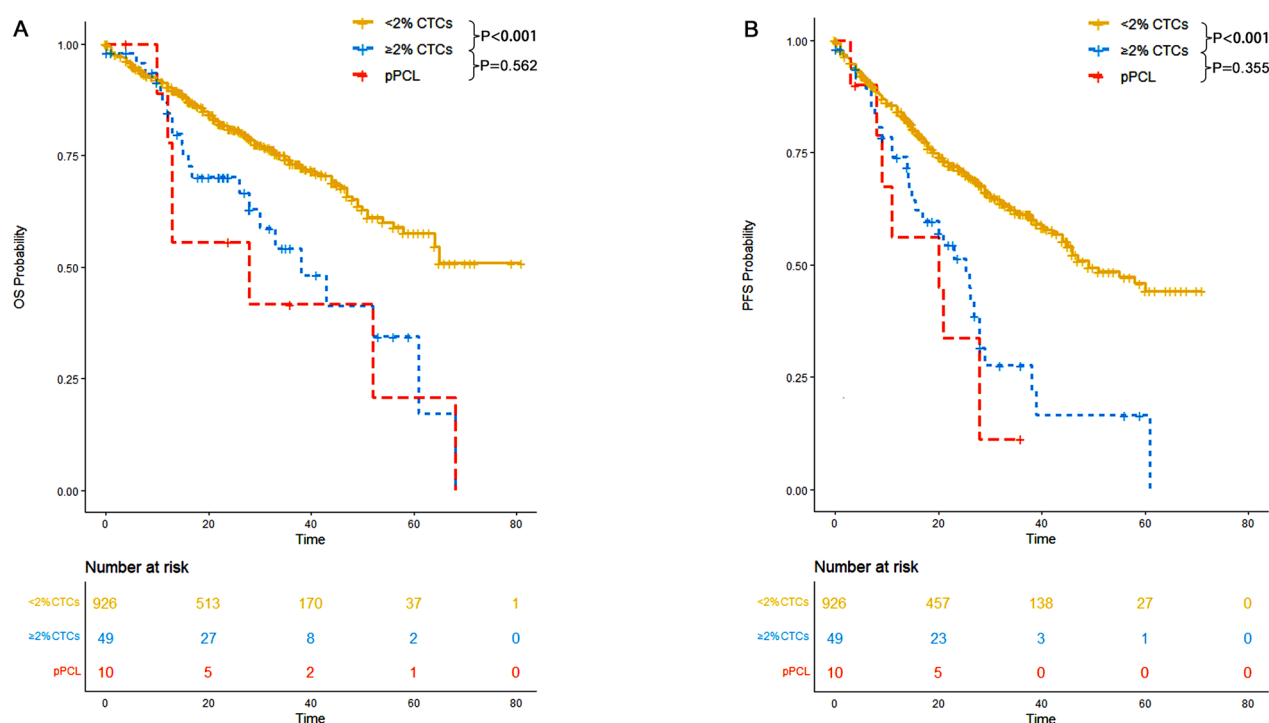 A
<2% CTCs
≥2% CTCs
pPCL
P<0.001
P=0.562
OS Probability
1.00
0.75
0.50
0.25
0.00
0 20 40 60 80
Time
Number at risk
<2%CTCs 926 513 170 37 1
≥2%CTCs 49 27 8 2 0
pPCL 10 5 2 1 0
0 20 40 60 80
Time
B
<2% CTCs
≥2% CTCs
pPCL
P<0.001
P=0.355
PFS Probability
1.00
0.75
0.50
0.25
0.00
0 20 40 60 80
Time
Number at risk
<2%CTCs 926 457 138 27 0
≥2%CTCs 49 23 3 1 0
pPCL 10 5 0 0 0
0 20 40 60 80
Time